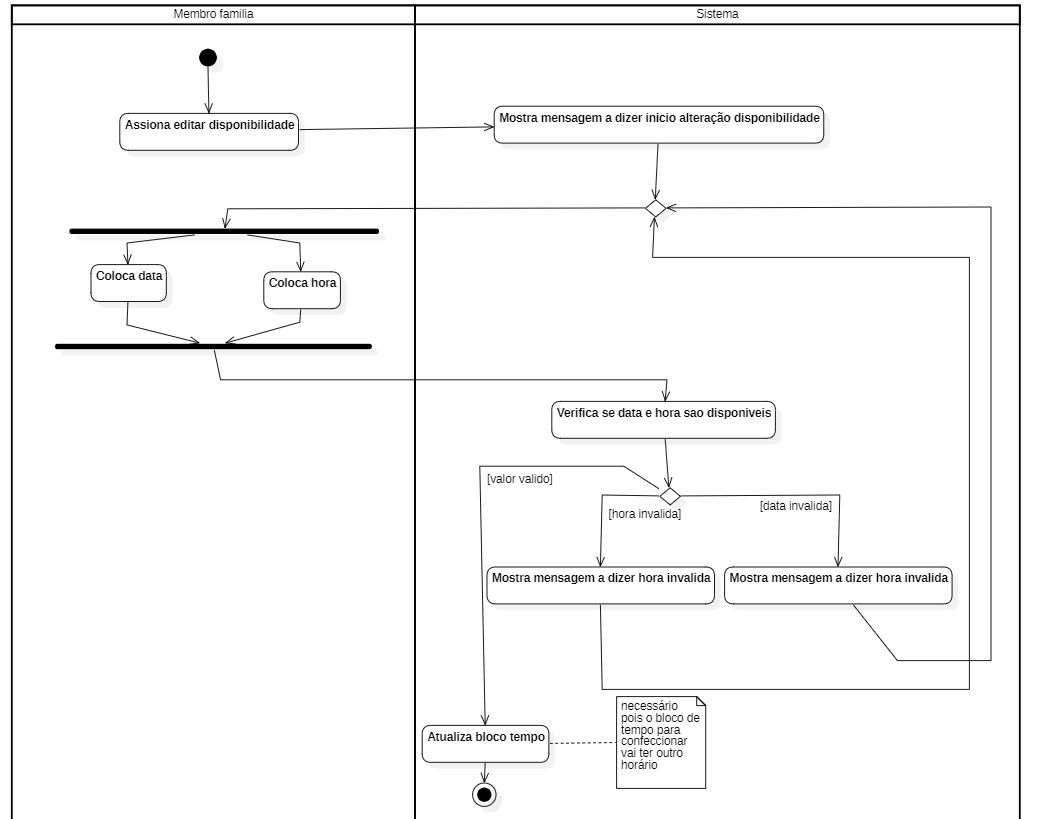 Membro familia
Sistema
Assiona editar disponibilidade
Mostra mensagem a dizer inicio alteração disponibilidade
Coloca data
Coloca hora
Verifica se data e hora sao disponiveis
[valor valido]
[hora invalida]
[data invalida]
Mostra mensagem a dizer hora invalida
Mostra mensagem a dizer hora invalida
Atualiza bloco tempo
necessário
pois o bloco de
tempo para
confeccionar
vai ter outro
horário